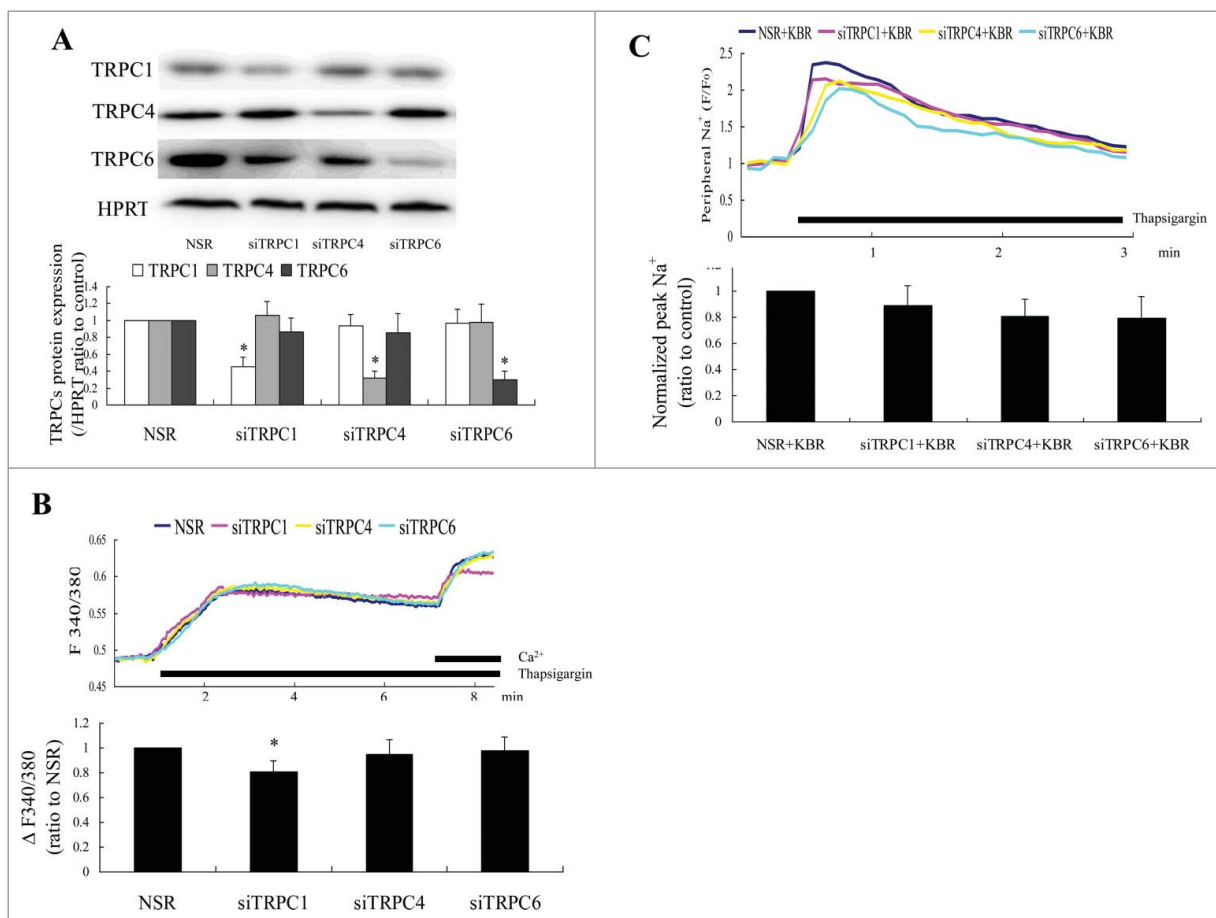 A
TRPC1
TRPC4
TRPC6
HPRT
NSR siTRPC1 siTRPC4 siTRPC6
TRPC1 TRPC4 TRPC6
TRPCs protein expression
(/HPRT ratio to control)
1.4
1.2
1
0.8
0.6
0.4
0.2
0
* * *
NSR siTRPC1 siTRPC4 siTRPC6
C
NSR+KBR siTRPC1+KBR siTRPC4+KBR siTRPC6+KBR
Peripheral Na⁺ (F/F₀)
2.5
2
1.5
1
0.5
0
Thapsigargin
1 2 3
min
Normalized peak Na⁺
(ratio to control)
1.2
1
0.8
0.6
0.4
0.2
0
NSR+KBR siTRPC1+KBR siTRPC4+KBR siTRPC6+KBR
B
NSR siTRPC1 siTRPC4 siTRPC6
F 340/380
0.65
0.6
0.55
0.5
0.45
Ca²⁺
Thapsigargin
2 4 6 8
min
Δ F340/380
(ratio to NSR)
1.2
1
0.8
0.6
0.4
0.2
0
*
NSR siTRPC1 siTRPC4 siTRPC6